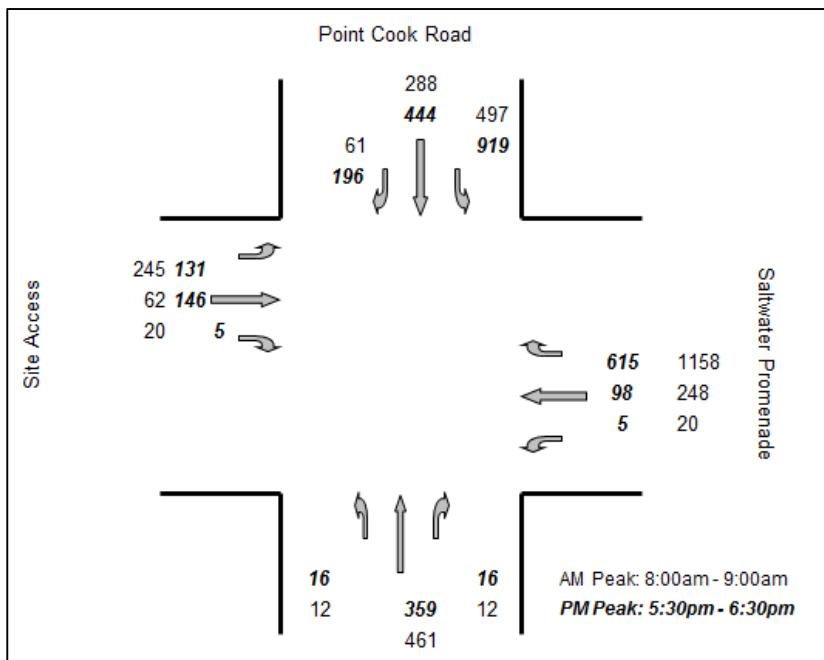 Point Cook Road
288
444 497
61 919
196
245 131
62 146
20 5
Site Access
Saltwater Promenade
615 1158
98 248
5 20
16 16
12 359 12
461
AM Peak: 8:00am - 9:00am
PM Peak: 5:30pm - 6:30pm